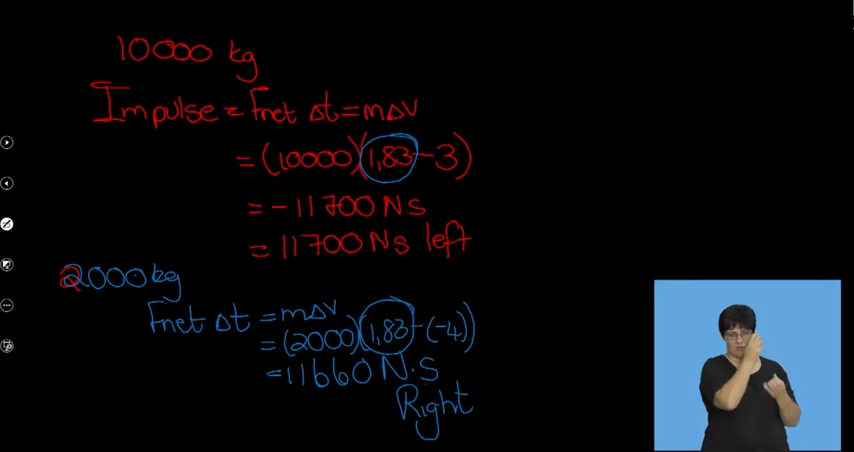 10000 kg
Impulse = Fnet Δt = mΔV
= (10000)(1,83 - 3)
= - 11700 Ns
= 11700 Ns left
2000 kg
Fnet Δt = mΔV
= (2000)(1,83 - (-4))
= 11660 N.S
Right